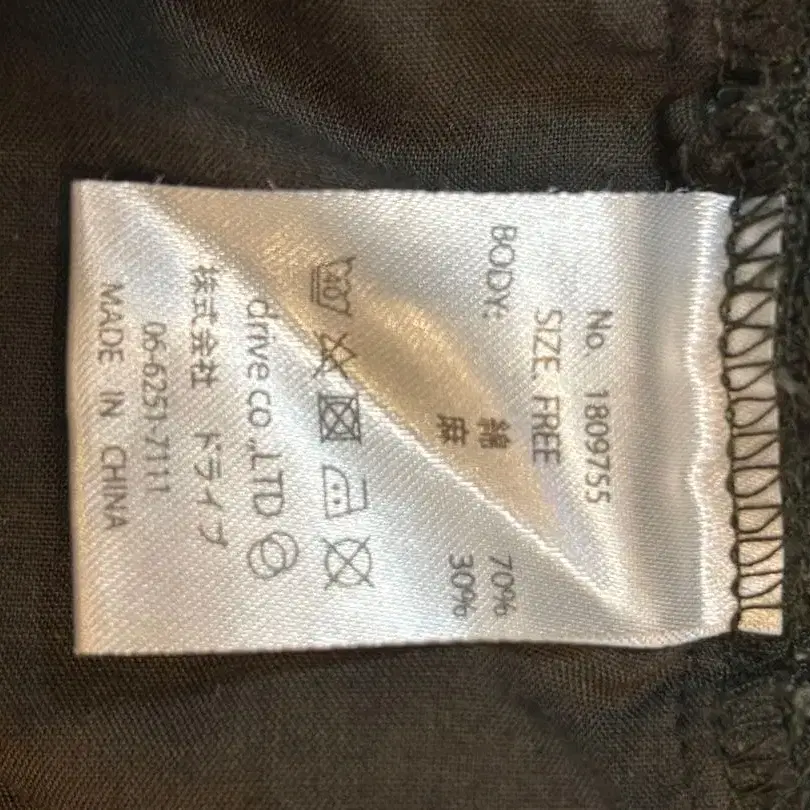 No. 1809755
SIZE. FREE
BODY: 綿 70%
麻 30%
40
drive co.,LTD
株式会社 ドライブ
06-6251-7111
MADE IN CHINA